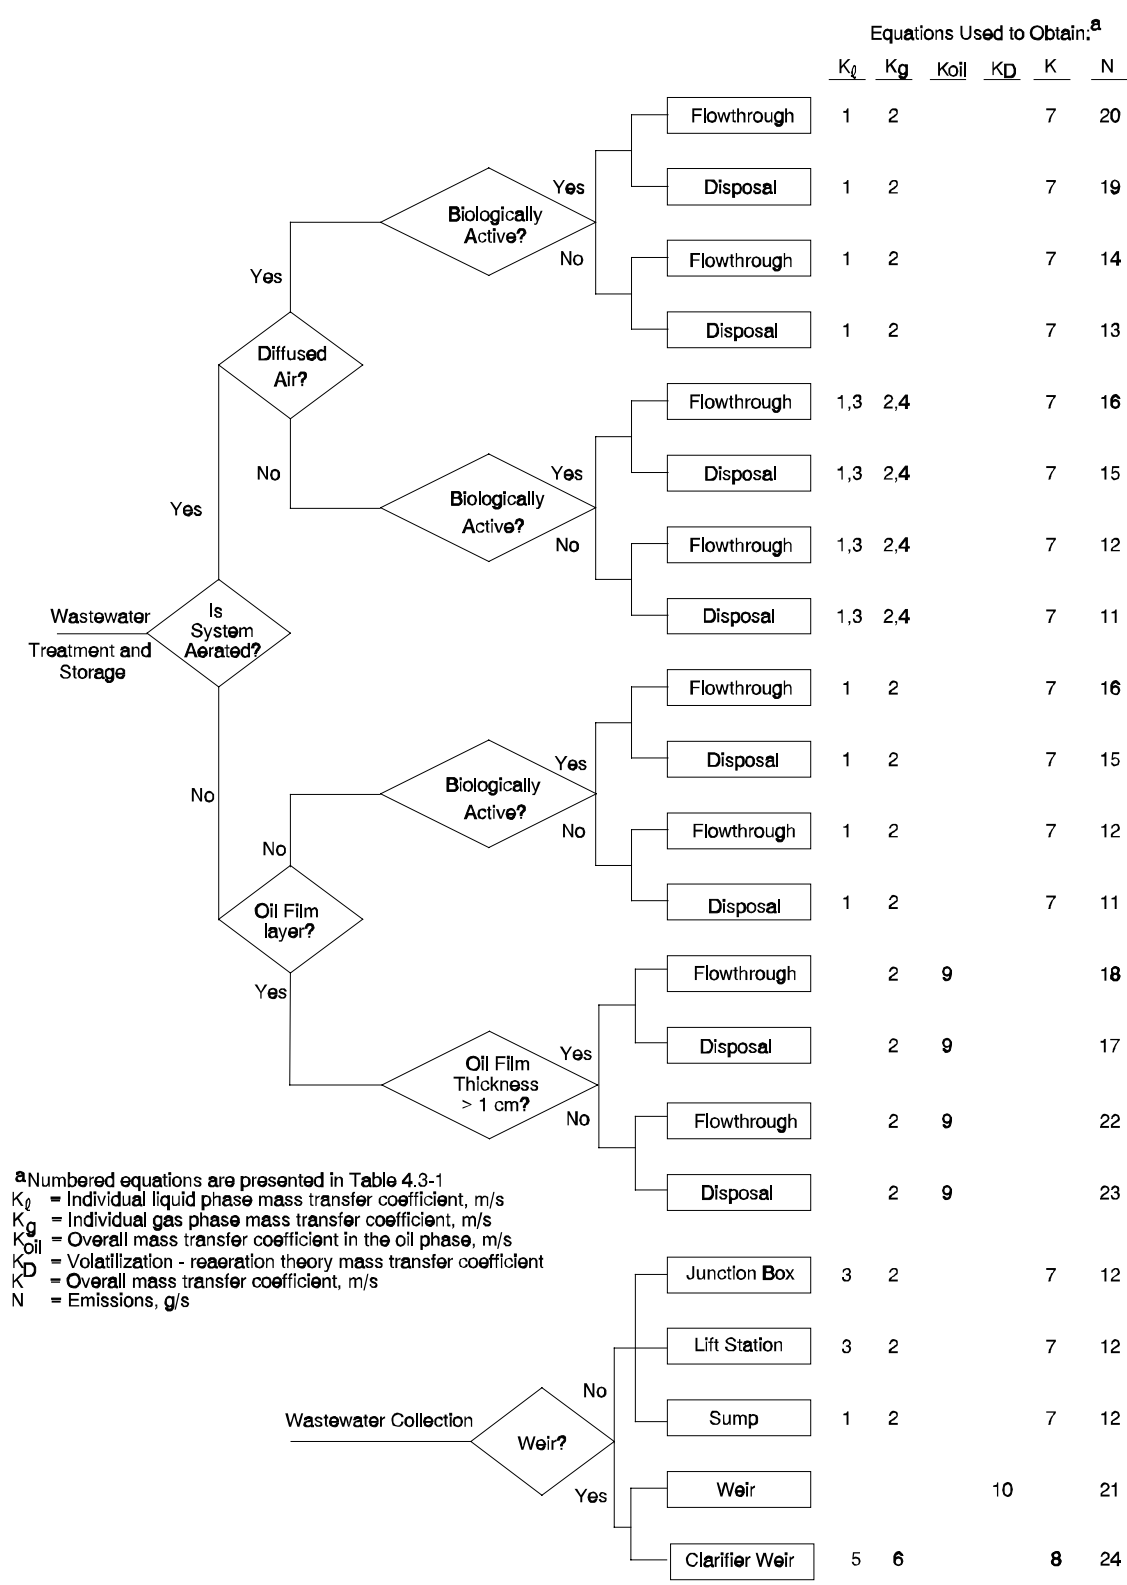 Equations Used to Obtain:a
Kℓ Kg Koil KD K N
Flowthrough 1 2 7 20
Yes Disposal 1 2 7 19
Biologically
Active?
No Flowthrough 1 2 7 14
Yes
Disposal 1 2 7 13
Diffused
Air?
Flowthrough 1,3 2,4 7 16
No Yes Disposal 1,3 2,4 7 15
Biologically
Yes
Active?
No Flowthrough 1,3 2,4 7 12
Is
Wastewater System Disposal 1,3 2,4 7 11
Treatment and Aerated?
Storage
Flowthrough 1 2 7 16
Yes Disposal 1 2 7 15
Biologically
No
Active?
No Flowthrough 1 2 7 12
No
Oil Film Disposal 1 2 7 11
layer?
Flowthrough 2 9 18
Yes
Yes Disposal 2 9 17
Oil Film
Thickness
> 1 cm?
No Flowthrough 2 9 22
aNumbered equations are presented in Table 4.3-1
Kℓ = Individual liquid phase mass transfer coefficient, m/s
Disposal 2 9 23
Kg = Individual gas phase mass transfer coefficient, m/s
Koil = Overall mass transfer coefficient in the oil phase, m/s
KD = Volatilization - reaeration theory mass transfer coefficient
K = Overall mass transfer coefficient, m/s
N = Emissions, g/s
Junction Box 3 2 7 12
Lift Station 3 2 7 12
No
Wastewater Collection Sump 1 2 7 12
Weir?
Yes Weir 10 21
Clarifier Weir 5 6 8 24